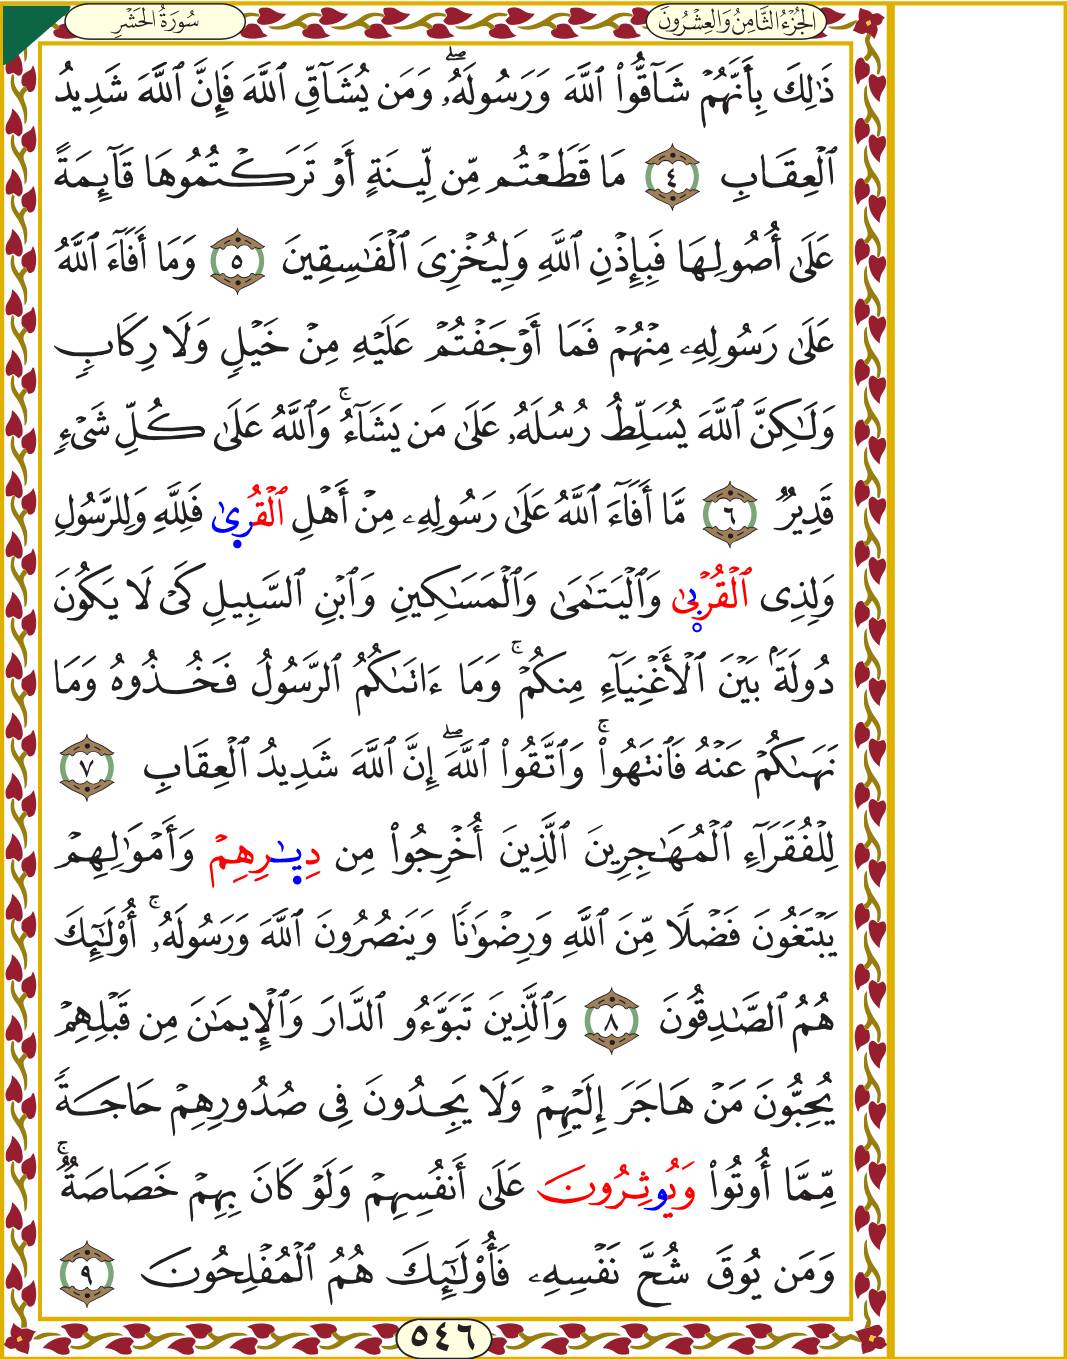 الجُزْءُ الثَّامِنُ وَالعِشْرُونَ
سُورَةُ الحَشْرِ
ذَٰلِكَ بِأَنَّهُمۡ شَآقُّواْ ٱللَّهَ وَرَسُولَهُۥۖ وَمَن يُشَآقِّ ٱللَّهَ فَإِنَّ ٱللَّهَ شَدِيدُ
ٱلۡعِقَابِ ٤ مَا قَطَعۡتُم مِّن لِّينَةٍ أَوۡ تَرَكۡتُمُوهَا قَآئِمَةً
عَلَىٰٓ أُصُولِهَا فَبِإِذۡنِ ٱللَّهِ وَلِيُخۡزِيَ ٱلۡفَٰسِقِينَ ٥ وَمَآ أَفَآءَ ٱللَّهُ
عَلَىٰ رَسُولِهِۦ مِنۡهُمۡ فَمَآ أَوۡجَفۡتُمۡ عَلَيۡهِ مِنۡ خَيۡلٖ وَلَا رِكَابٖ
وَلَٰكِنَّ ٱللَّهَ يُسَلِّطُ رُسُلَهُۥ عَلَىٰ مَن يَشَآءُۚ وَٱللَّهُ عَلَىٰ كُلِّ شَيۡءٖ
قَدِيرٞ ٦ مَّآ أَفَآءَ ٱللَّهُ عَلَىٰ رَسُولِهِۦ مِنۡ أَهۡلِ ٱلۡقُرَىٰ فَلِلَّهِ وَلِلرَّسُولِ
وَلِذِي ٱلۡقُرۡبَىٰ وَٱلۡيَتَٰمَىٰ وَٱلۡمَسَٰكِينِ وَٱبۡنِ ٱلسَّبِيلِ كَيۡ لَا يَكُونَ
دُولَةَۢ بَيۡنَ ٱلۡأَغۡنِيَآءِ مِنكُمۡۚ وَمَآ ءَاتَىٰكُمُ ٱلرَّسُولُ فَخُذُوهُ وَمَا
نَهَىٰكُمۡ عَنۡهُ فَٱنتَهُواْۚ وَٱتَّقُواْ ٱللَّهَۖ إِنَّ ٱللَّهَ شَدِيدُ ٱلۡعِقَابِ ٧
لِلۡفُقَرَآءِ ٱلۡمُهَٰجِرِينَ ٱلَّذِينَ أُخۡرِجُواْ مِن دِيَٰرِهِمۡ وَأَمۡوَٰلِهِمۡ
يَبۡتَغُونَ فَضۡلٗا مِّنَ ٱللَّهِ وَرِضۡوَٰنٗا وَيَنصُرُونَ ٱللَّهَ وَرَسُولَهُۥٓۚ أُوْلَٰٓئِكَ
هُمُ ٱلصَّٰدِقُونَ ٨ وَٱلَّذِينَ تَبَوَّءُو ٱلدَّارَ وَٱلۡإِيمَٰنَ مِن قَبۡلِهِمۡ
يُحِبُّونَ مَنۡ هَاجَرَ إِلَيۡهِمۡ وَلَا يَجِدُونَ فِي صُدُورِهِمۡ حَاجَةٗ
مِّمَّآ أُوتُواْ وَيُوثِرُونَ عَلَىٰٓ أَنفُسِهِمۡ وَلَوۡ كَانَ بِهِمۡ خَصَاصَةٞۚ
وَمَن يُوقَ شُحَّ نَفۡسِهِۦ فَأُوْلَٰٓئِكَ هُمُ ٱلۡمُفۡلِحُونَ ٩
٥٤٦